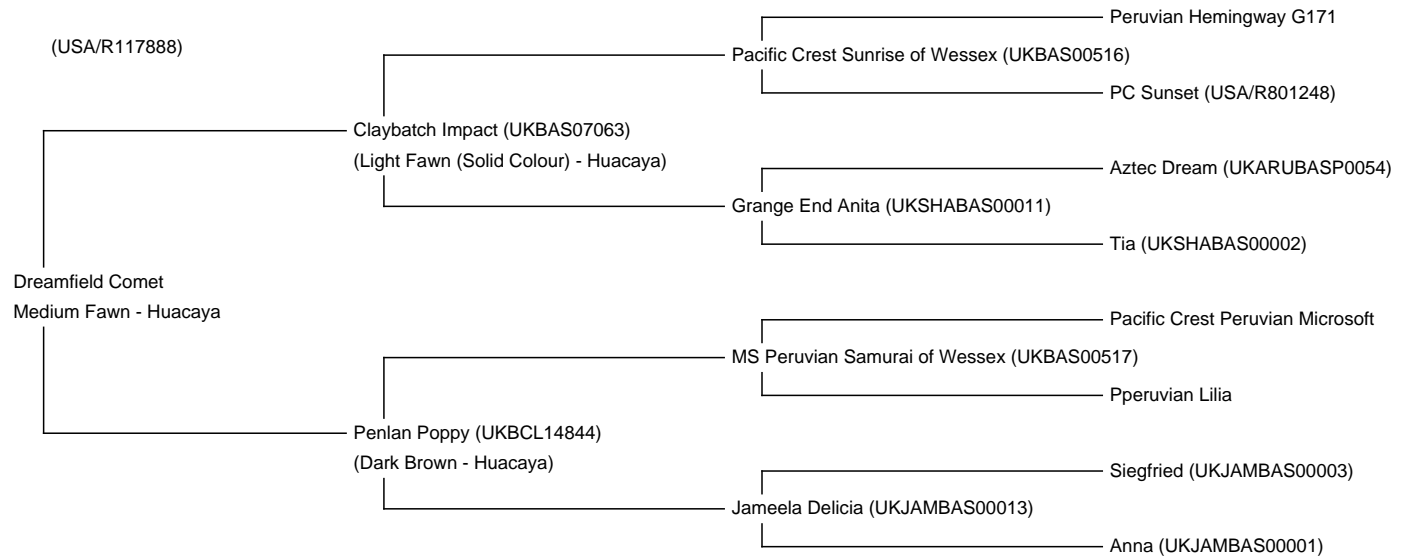 Peruvian Hemingway G171
(USA/R117888)
Pacific Crest Sunrise of Wessex (UKBAS00516)
PC Sunset (USA/R801248)
Claybatch Impact (UKBAS07063)
(Light Fawn (Solid Colour) - Huacaya)
Aztec Dream (UKARUBASP0054)
Grange End Anita (UKSHABAS00011)
Tia (UKSHABAS00002)
Dreamfield Comet
Medium Fawn - Huacaya
Pacific Crest Peruvian Microsoft
MS Peruvian Samurai of Wessex (UKBAS00517)
Pperuvian Lilia
Penlan Poppy (UKBCL14844)
(Dark Brown - Huacaya)
Siegfried (UKJAMBAS00003)
Jameela Delicia (UKJAMBAS00013)
Anna (UKJAMBAS00001)